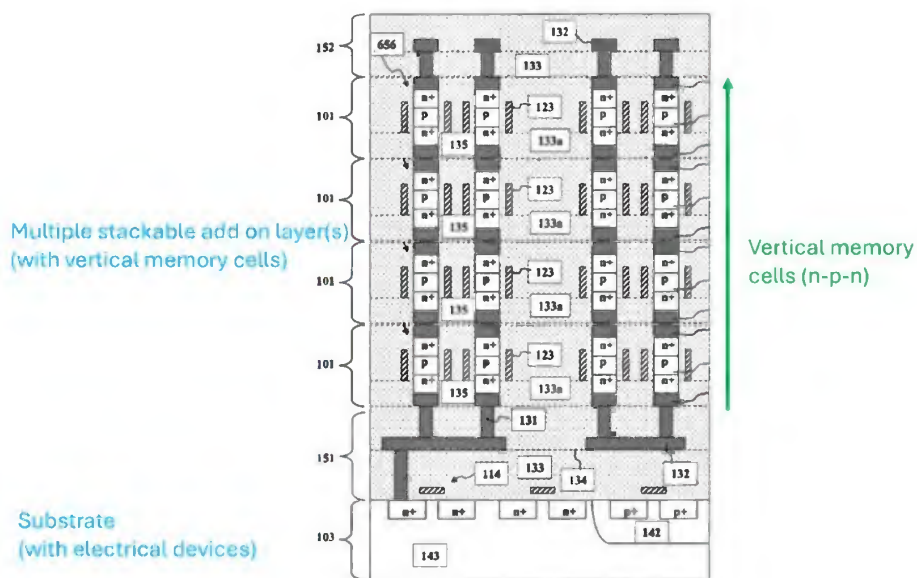 152
656
132
133
n+ n+ n+ n+
101
P P P P
123
n+ n+ n+ n+
135
133a
n+ n+ n+ n+
101
P P P P
123
n+ n+ n+ n+
135
133a
Multiple stackable add on layer(s)
(with vertical memory cells)
Vertical memory
cells (n-p-n)
n+ n+ n+ n+
101
P P P P
123
n+ n+ n+ n+
135
133a
n+ n+ n+ n+
101
P P P P
123
n+ n+ n+ n+
135
133a
131
151
114
133
134
132
Substrate
(with electrical devices)
n+ n+ n+ n+ p+ p+
103
143
142